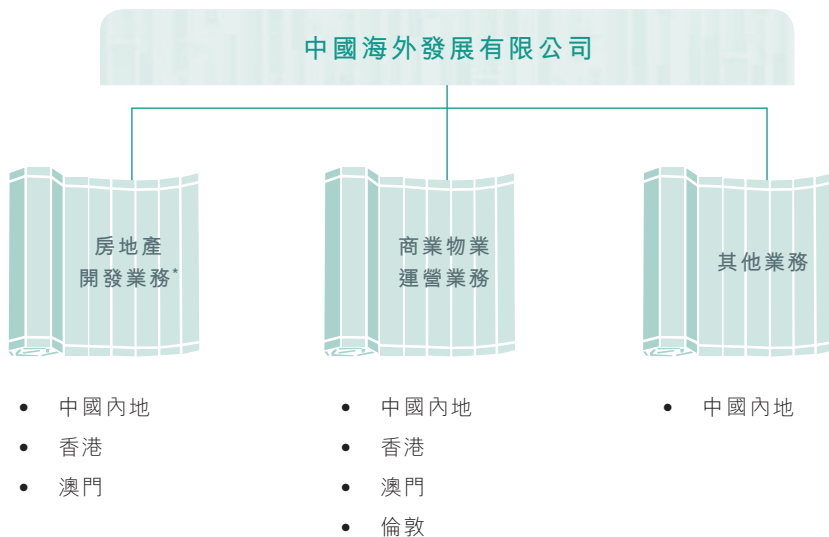 中國海外發展有限公司
房地產
開發業務*
商業物業
運營業務
其他業務
• 中國內地
• 香港
• 澳門
• 中國內地
• 香港
• 澳門
• 倫敦
• 中國內地